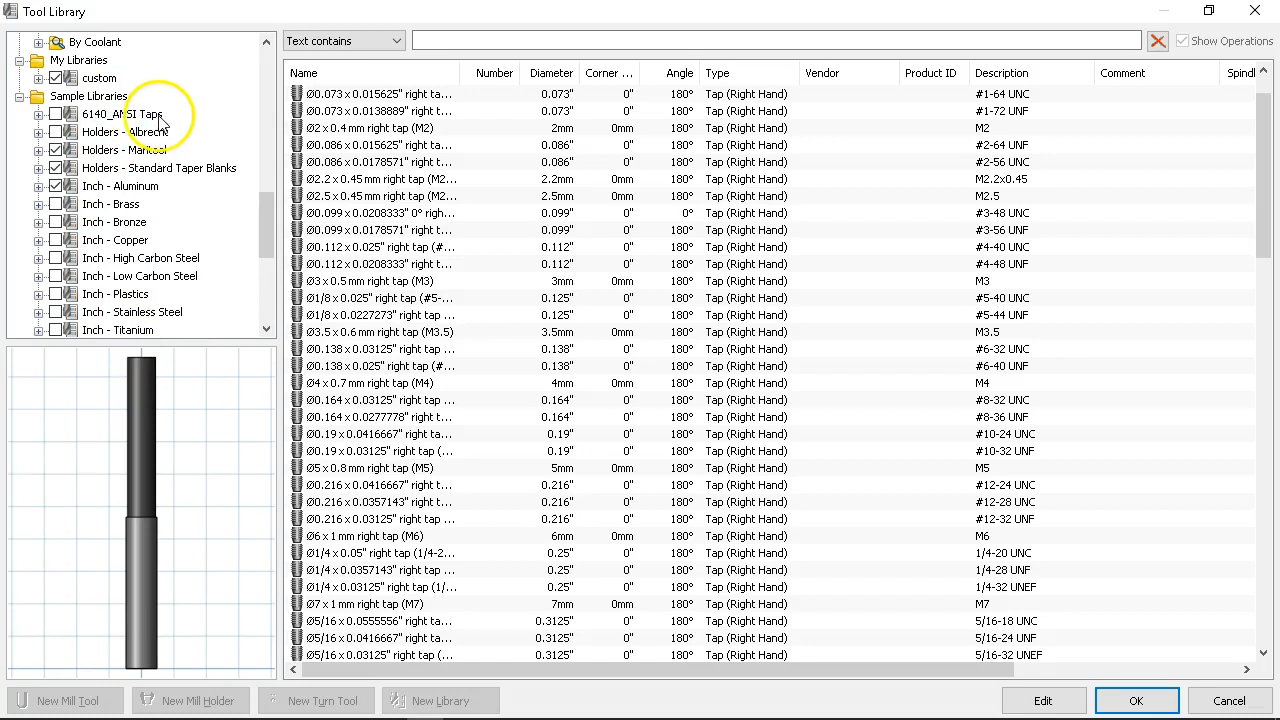 Tool Library
By Coolant
My Libraries
custom
Sample Libraries
6140_ANSI Taps
Holders - Albrecht
Holders - Maritool
Holders - Standard Taper Blanks
Inch - Aluminum
Inch - Brass
Inch - Bronze
Inch - Copper
Inch - High Carbon Steel
Inch - Low Carbon Steel
Inch - Plastics
Inch - Stainless Steel
Inch - Titanium
Text contains
Show Operations
Name Number Diameter Corner ... Angle Type Vendor Product ID Description Comment Spindl
Ø0.073 x 0.015625" right ta... 0.073" 0" 180° Tap (Right Hand) #1-64 UNC
Ø0.073 x 0.0138889" right t... 0.073" 0" 180° Tap (Right Hand) #1-72 UNF
Ø2 x 0.4 mm right tap (M2) 2mm 0mm 180° Tap (Right Hand) M2
Ø0.086 x 0.015625" right ta... 0.086" 0" 180° Tap (Right Hand) #2-64 UNF
Ø0.086 x 0.0178571" right t... 0.086" 0" 180° Tap (Right Hand) #2-56 UNC
Ø2.2 x 0.45 mm right tap (M2... 2.2mm 0mm 180° Tap (Right Hand) M2.2x0.45
Ø2.5 x 0.45 mm right tap (M2... 2.5mm 0mm 180° Tap (Right Hand) M2.5
Ø0.099 x 0.0208333" 0° righ... 0.099" 0" 0° Tap (Right Hand) #3-48 UNC
Ø0.099 x 0.0178571" right t... 0.099" 0" 180° Tap (Right Hand) #3-56 UNF
Ø0.112 x 0.025" right tap (#... 0.112" 0" 180° Tap (Right Hand) #4-40 UNC
Ø0.112 x 0.0208333" right t... 0.112" 0" 180° Tap (Right Hand) #4-48 UNF
Ø3 x 0.5 mm right tap (M3) 3mm 0mm 180° Tap (Right Hand) M3
Ø1/8 x 0.025" right tap (#5-... 0.125" 0" 180° Tap (Right Hand) #5-40 UNC
Ø1/8 x 0.0227273" right tap ... 0.125" 0" 180° Tap (Right Hand) #5-44 UNF
Ø3.5 x 0.6 mm right tap (M3.5) 3.5mm 0mm 180° Tap (Right Hand) M3.5
Ø0.138 x 0.03125" right tap ... 0.138" 0" 180° Tap (Right Hand) #6-32 UNC
Ø0.138 x 0.025" right tap (#... 0.138" 0" 180° Tap (Right Hand) #6-40 UNF
Ø4 x 0.7 mm right tap (M4) 4mm 0mm 180° Tap (Right Hand) M4
Ø0.164 x 0.03125" right tap ... 0.164" 0" 180° Tap (Right Hand) #8-32 UNC
Ø0.164 x 0.0277778" right t... 0.164" 0" 180° Tap (Right Hand) #8-36 UNF
Ø0.19 x 0.0416667" right ta... 0.19" 0" 180° Tap (Right Hand) #10-24 UNC
Ø0.19 x 0.03125" right tap ... 0.19" 0" 180° Tap (Right Hand) #10-32 UNF
Ø5 x 0.8 mm right tap (M5) 5mm 0mm 180° Tap (Right Hand) M5
Ø0.216 x 0.0416667" right t... 0.216" 0" 180° Tap (Right Hand) #12-24 UNC
Ø0.216 x 0.0357143" right t... 0.216" 0" 180° Tap (Right Hand) #12-28 UNC
Ø0.216 x 0.03125" right tap ... 0.216" 0" 180° Tap (Right Hand) #12-32 UNF
Ø6 x 1 mm right tap (M6) 6mm 0mm 180° Tap (Right Hand) M6
Ø1/4 x 0.05" right tap (1/4-2... 0.25" 0" 180° Tap (Right Hand) 1/4-20 UNC
Ø1/4 x 0.0357143" right tap ... 0.25" 0" 180° Tap (Right Hand) 1/4-28 UNF
Ø1/4 x 0.03125" right tap (1/... 0.25" 0" 180° Tap (Right Hand) 1/4-32 UNEF
Ø7 x 1 mm right tap (M7) 7mm 0mm 180° Tap (Right Hand) M7
Ø5/16 x 0.0555556" right ta... 0.3125" 0" 180° Tap (Right Hand) 5/16-18 UNC
Ø5/16 x 0.0416667" right ta... 0.3125" 0" 180° Tap (Right Hand) 5/16-24 UNF
Ø5/16 x 0.03125" right tap (... 0.3125" 0" 180° Tap (Right Hand) 5/16-32 UNEF
New Mill Tool New Mill Holder New Turn Tool New Library Edit OK Cancel